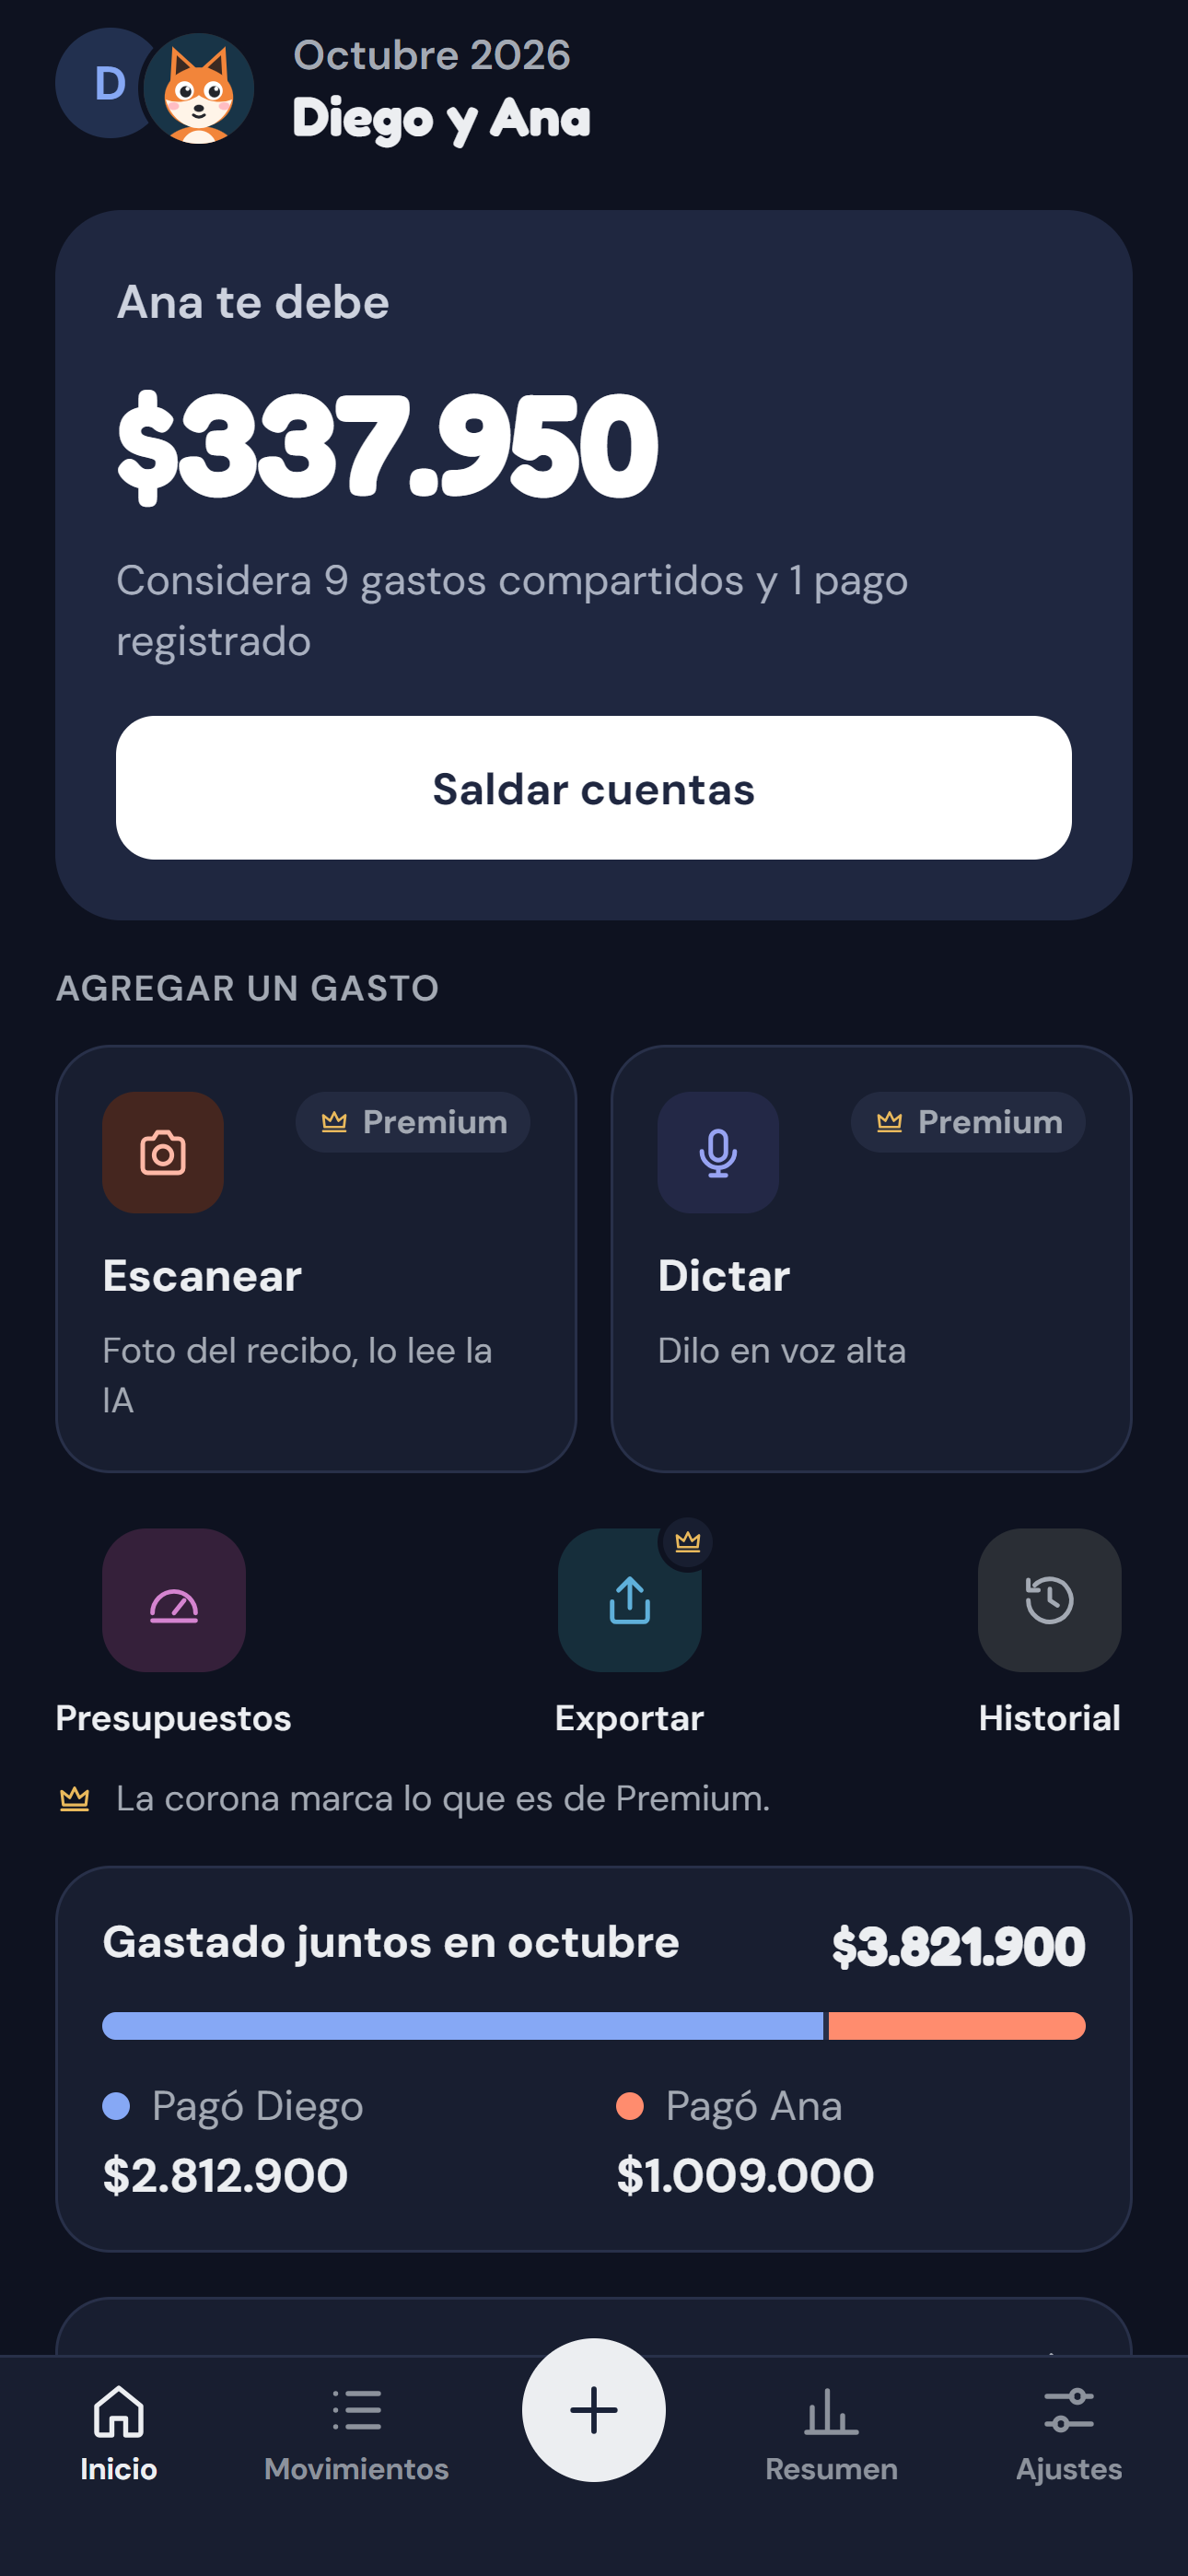 D
Octubre 2026
Diego y Ana
Ana te debe
$337.950
Considera 9 gastos compartidos y 1 pago
registrado
Saldar cuentas
AGREGAR UN GASTO
Premium
Escanear
Foto del recibo, lo lee la
IA
Premium
Dictar
Dilo en voz alta
Presupuestos
Exportar
Historial
La corona marca lo que es de Premium.
Gastado juntos en octubre
$3.821.900
Pagó Diego
$2.812.900
Pagó Ana
$1.009.000
Inicio
Movimientos
Resumen
Ajustes